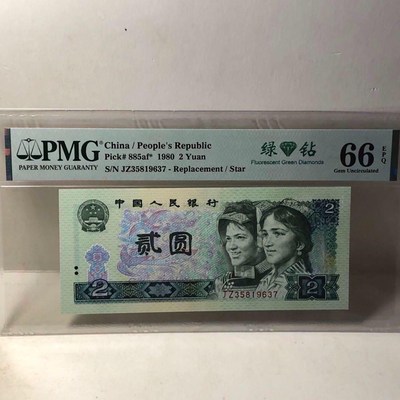 PMG
PAPER MONEY GUARANTY
China / People's Republic
Pick# 885af* 1980 2 Yuan
S/N JZ35819637 - Replacement / Star
绿 钻
Fluorescent Green Diamonds
66 EPQ
Gem Uncirculated
中国人民银行
2
贰圆
2
JZ35819637
2